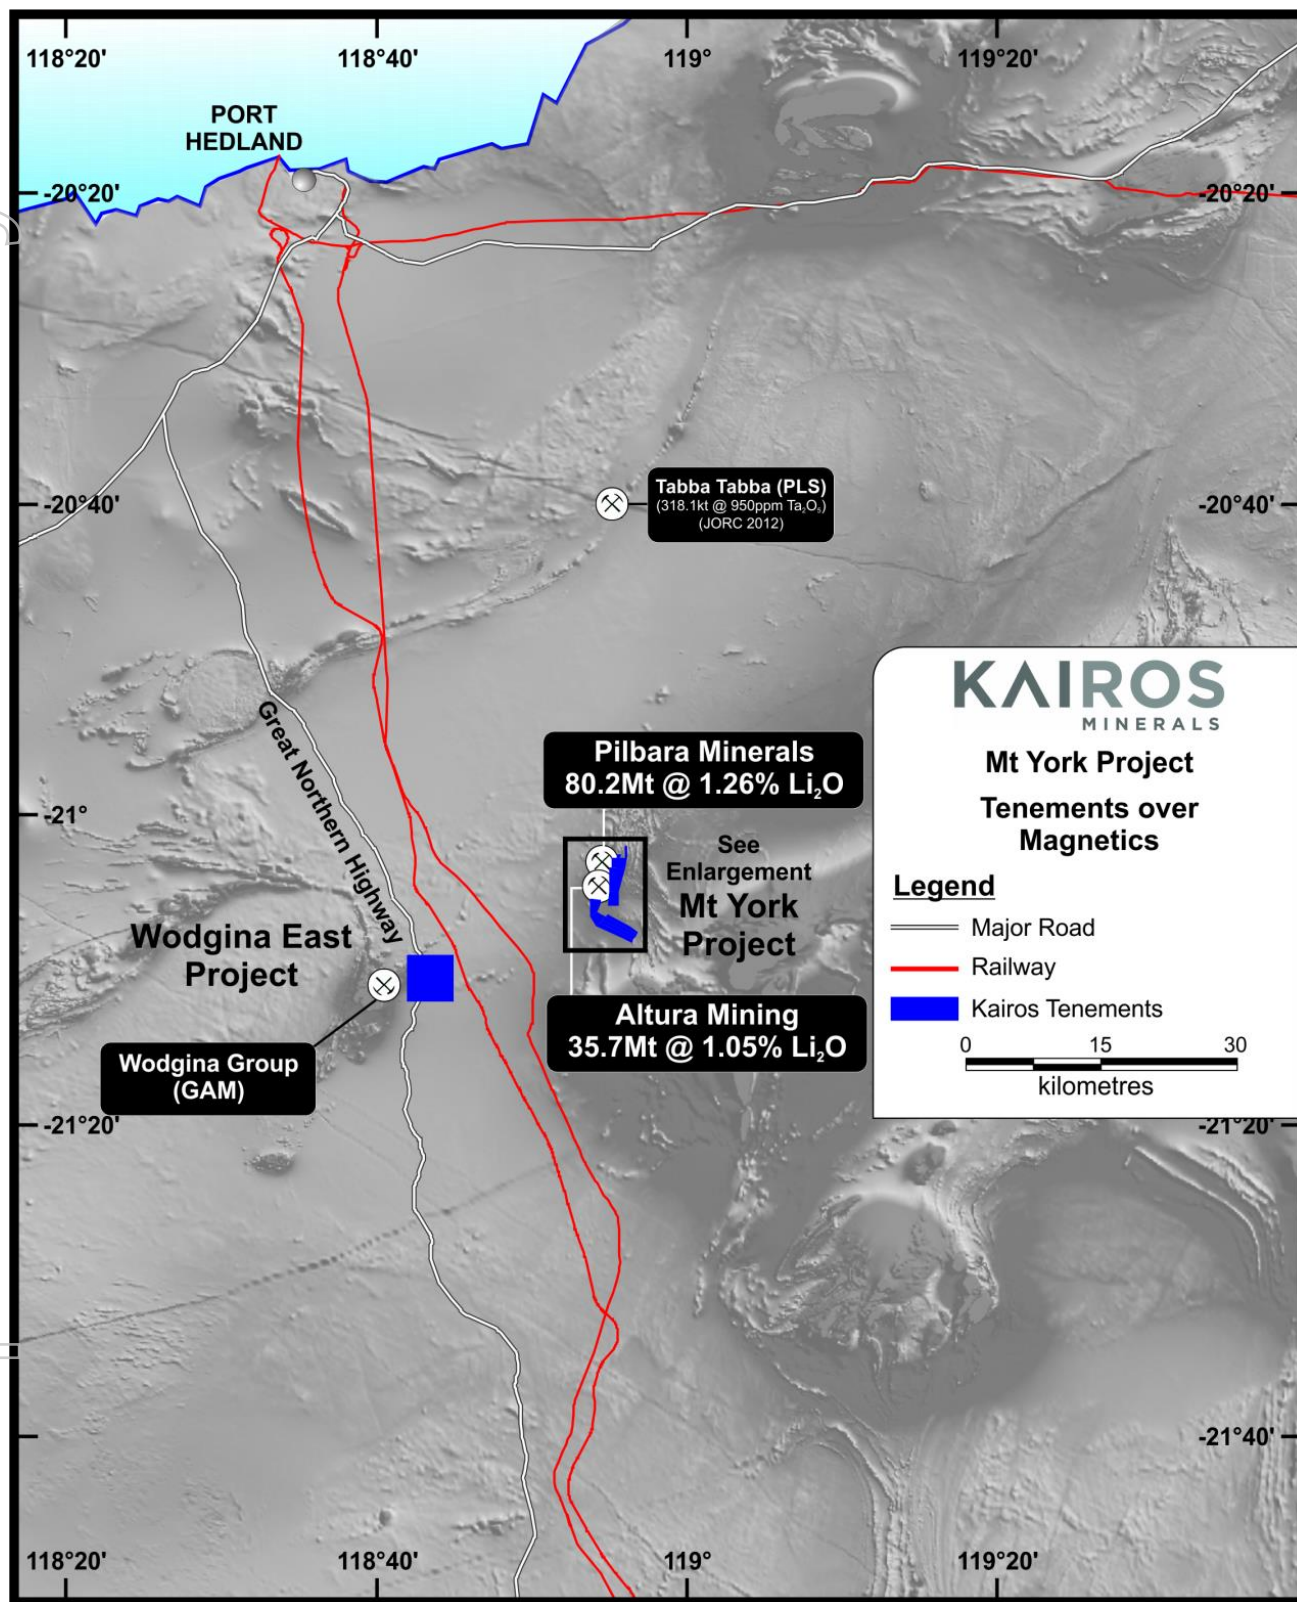 118°20'
118°40'
119°
119°20'
PORT
HEDLAND
-20°20'
-20°20'
Tabba Tabba (PLS)
(318.1kt @ 950ppm Ta₂O₅)
(JORC 2012)
-20°40'
-20°40'
KAIROS
MINERALS
Mt York Project
Tenements over
Magnetics
Legend
Major Road
Railway
Kairos Tenements
0 15 30
kilometres
Great Northern Highway
Pilbara Minerals
80.2Mt @ 1.26% Li₂O
-21°
See
Enlargement
Mt York
Project
Wodgina East
Project
Altura Mining
35.7Mt @ 1.05% Li₂O
Wodgina Group
(GAM)
-21°20'
-21°20'
-21°40'
118°20'
118°40'
119°
119°20'